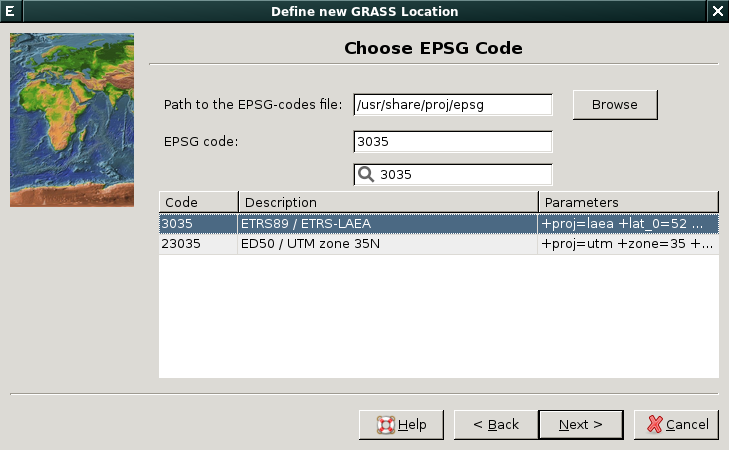 E Define new GRASS Location
Choose EPSG Code
Path to the EPSG-codes file: /usr/share/proj/epsg Browse
EPSG code: 3035
3035
Code Description Parameters
3035 ETRS89 / ETRS-LAEA +proj=laea +lat_0=52 ...
23035 ED50 / UTM zone 35N +proj=utm +zone=35 +...
Help < Back Next > Cancel